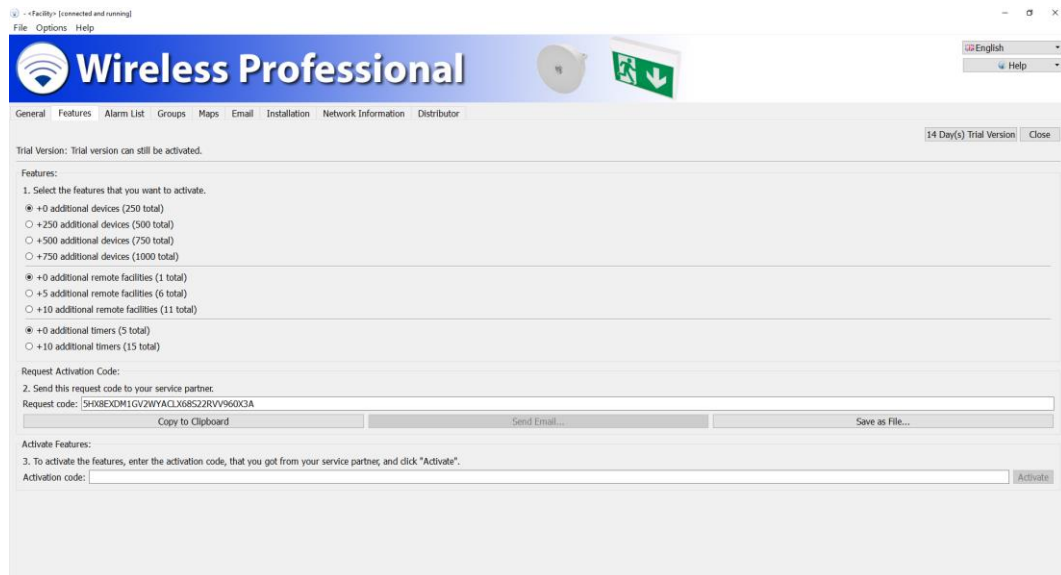 - <Facility> [connected and running]
File Options Help
Wireless Professional
English
Help
General Features Alarm List Groups Maps Email Installation Network Information Distributor
14 Day(s) Trial Version Close
Trial Version: Trial version can still be activated.
Features:
1. Select the features that you want to activate.
+0 additional devices (250 total)
+250 additional devices (500 total)
+500 additional devices (750 total)
+750 additional devices (1000 total)
+0 additional remote facilities (1 total)
+5 additional remote facilities (6 total)
+10 additional remote facilities (11 total)
+0 additional timers (5 total)
+10 additional timers (15 total)
Request Activation Code:
2. Send this request code to your service partner.
Request code: 5HX8EXDM1GV2WYACLX68S22RVV960X3A
Copy to Clipboard Send Email... Save as File...
Activate Features:
3. To activate the features, enter the activation code, that you got from your service partner, and click "Activate".
Activation code: Activate